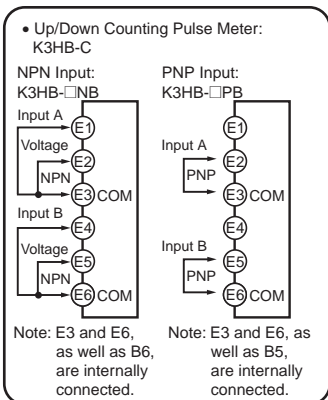 • Up/Down Counting Pulse Meter:
K3HB-C
NPN Input:
K3HB-□NB
Input A
E1
Voltage
E2
NPN
E3 COM
Input B
E4
Voltage
E5
NPN
E6 COM
Note: E3 and E6,
as well as B6,
are internally
connected.
PNP Input:
K3HB-□PB
E1
Input A
E2
PNP
E3 COM
E4
Input B
E5
PNP
E6 COM
Note: E3 and E6, as
well as B5,
are internally
connected.